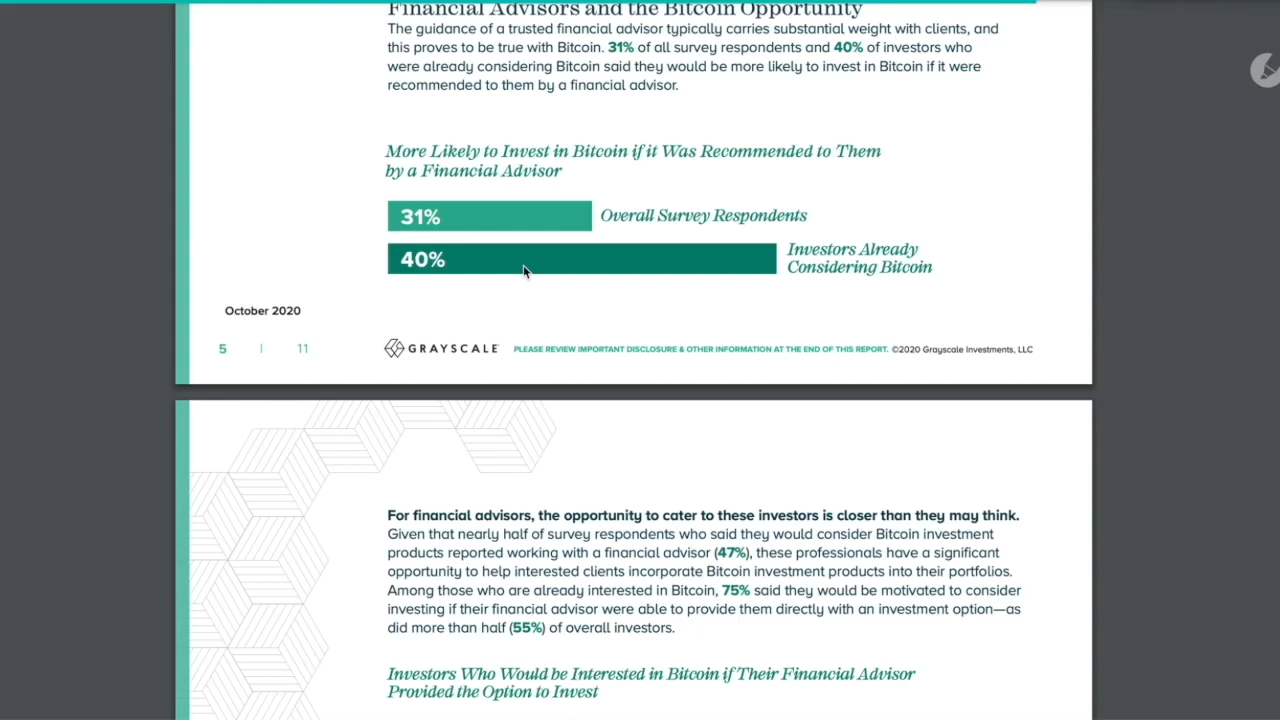 Financial Advisors and the Bitcoin Opportunity
The guidance of a trusted financial advisor typically carries substantial weight with clients, and
this proves to be true with Bitcoin. 31% of all survey respondents and 40% of investors who
were already considering Bitcoin said they would be more likely to invest in Bitcoin if it were
recommended to them by a financial advisor.
More Likely to Invest in Bitcoin if it Was Recommended to Them
by a Financial Advisor
31% Overall Survey Respondents
40% Investors Already
Considering Bitcoin
October 2020
5 | 11
GRAYSCALE PLEASE REVIEW IMPORTANT DISCLOSURE & OTHER INFORMATION AT THE END OF THIS REPORT. ©2020 Grayscale Investments, LLC
For financial advisors, the opportunity to cater to these investors is closer than they may think.
Given that nearly half of survey respondents who said they would consider Bitcoin investment
products reported working with a financial advisor (47%), these professionals have a significant
opportunity to help interested clients incorporate Bitcoin investment products into their portfolios.
Among those who are already interested in Bitcoin, 75% said they would be motivated to consider
investing if their financial advisor were able to provide them directly with an investment option—as
did more than half (55%) of overall investors.
Investors Who Would be Interested in Bitcoin if Their Financial Advisor
Provided the Option to Invest